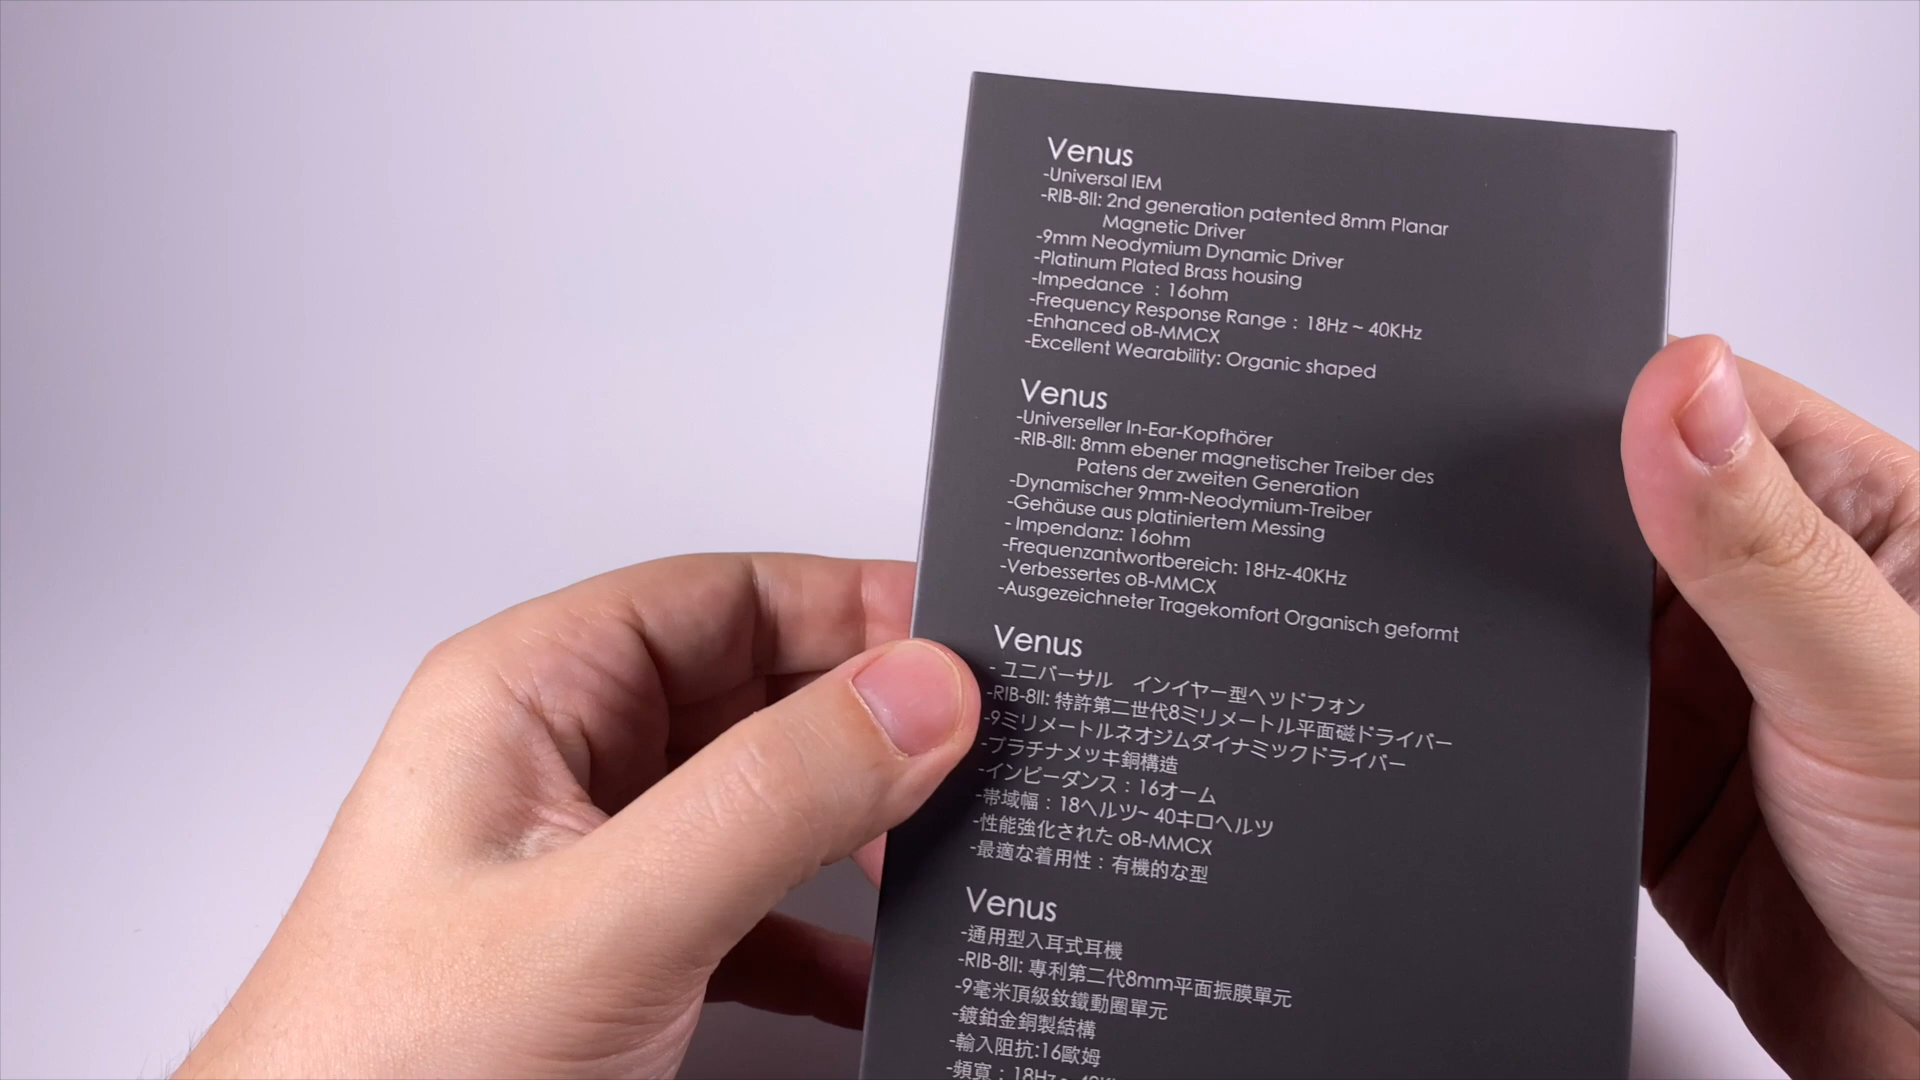 Venus
-Universal IEM
-RIB-8II: 2nd generation patented 8mm Planar
Magnetic Driver
-9mm Neodymium Dynamic Driver
-Platinum Plated Brass housing
-Impedance : 16ohm
-Frequency Response Range : 18Hz ~ 40KHz
-Enhanced oB-MMCX
-Excellent Wearability: Organic shaped
Venus
-Universeller In-Ear-Kopfhörer
-RIB-8II: 8mm ebener magnetischer Treiber des
Patens der zweiten Generation
-Dynamischer 9mm-Neodymium-Treiber
-Gehäuse aus platiniertem Messing
- Impendanz: 16ohm
-Frequenzantwortbereich: 18Hz-40KHz
-Verbessertes oB-MMCX
-Ausgezeichneter Tragekomfort Organisch geformt
Venus
- ユニバーサル　インイヤー型ヘッドフォン
-RIB-8II: 特許第二世代8ミリメートル平面磁ドライバー
-9ミリメートルネオジムダイナミックドライバー
-プラチナメッキ銅構造
-インピーダンス : 16オーム
-帯域幅 : 18ヘルツ~ 40キロヘルツ
-性能強化された oB-MMCX
-最適な着用性 : 有機的な型
Venus
-通用型入耳式耳機
-RIB-8II: 專利第二代8mm平面振膜單元
-9毫米頂級釹鐵動圈單元
-鍍鉑金銅製結構
-輸入阻抗:16歐姆
-頻寬 : 18Hz ~